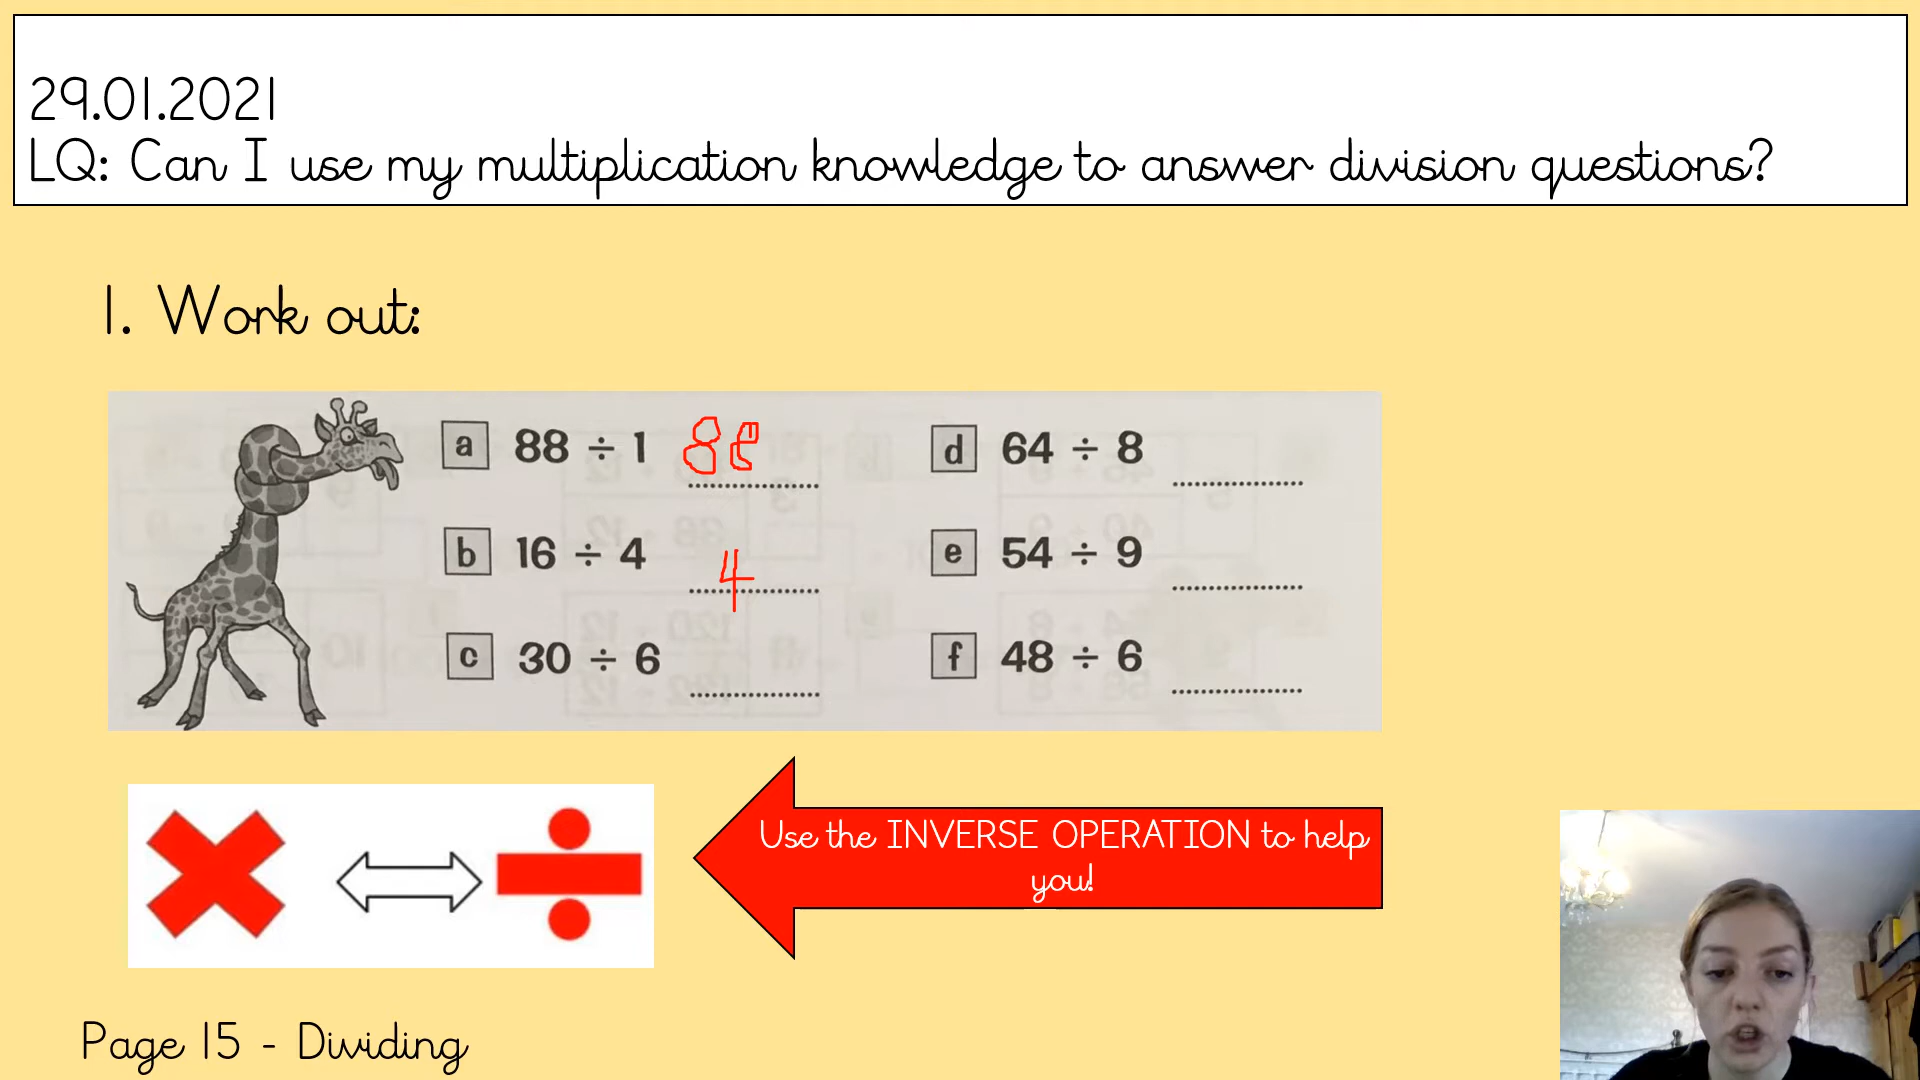 29.01.2021
LQ: Can I use my multiplication knowledge to answer division questions?
1. Work out:
a 88 ÷ 1 88
b 16 ÷ 4 4
c 30 ÷ 6
d 64 ÷ 8
e 54 ÷ 9
f 48 ÷ 6
Use the INVERSE OPERATION to help
you!
Page 15 - Dividing